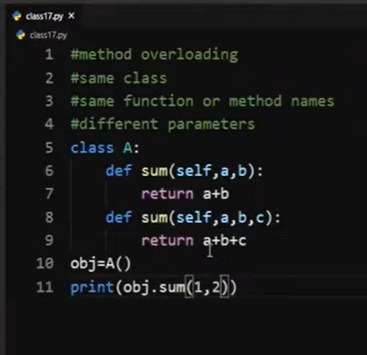 class17.py ×
class17.py
1 #method overloading
2 #same class
3 #same function or method names
4 #different parameters
5 class A:
6     def sum(self,a,b):
7         return a+b
8     def sum(self,a,b,c):
9         return a+b+c
10 obj=A()
11 print(obj.sum(1,2))